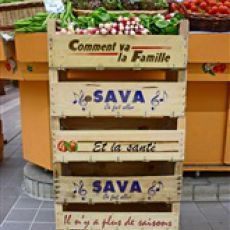 Comment va
la Famille
SAVA
Et la santé
SAVA
Il n'y a plus de saisons